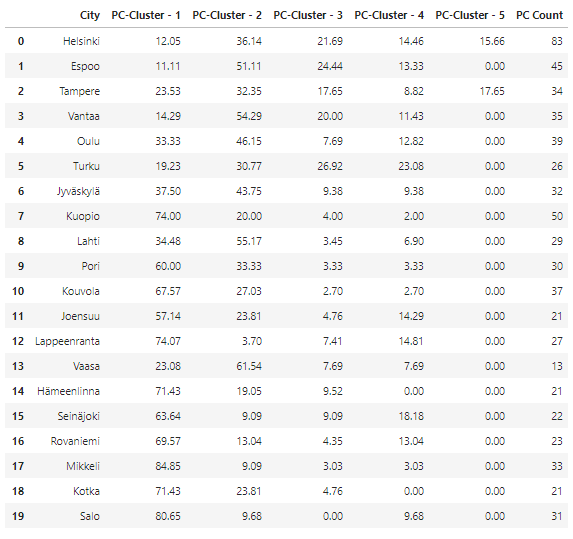 City PC-Cluster - 1 PC-Cluster - 2 PC-Cluster - 3 PC-Cluster - 4 PC-Cluster - 5 PC Count
0 Helsinki 12.05 36.14 21.69 14.46 15.66 83
1 Espoo 11.11 51.11 24.44 13.33 0.00 45
2 Tampere 23.53 32.35 17.65 8.82 17.65 34
3 Vantaa 14.29 54.29 20.00 11.43 0.00 35
4 Oulu 33.33 46.15 7.69 12.82 0.00 39
5 Turku 19.23 30.77 26.92 23.08 0.00 26
6 Jyväskylä 37.50 43.75 9.38 9.38 0.00 32
7 Kuopio 74.00 20.00 4.00 2.00 0.00 50
8 Lahti 34.48 55.17 3.45 6.90 0.00 29
9 Pori 60.00 33.33 3.33 3.33 0.00 30
10 Kouvola 67.57 27.03 2.70 2.70 0.00 37
11 Joensuu 57.14 23.81 4.76 14.29 0.00 21
12 Lappeenranta 74.07 3.70 7.41 14.81 0.00 27
13 Vaasa 23.08 61.54 7.69 7.69 0.00 13
14 Hämeenlinna 71.43 19.05 9.52 0.00 0.00 21
15 Seinäjoki 63.64 9.09 9.09 18.18 0.00 22
16 Rovaniemi 69.57 13.04 4.35 13.04 0.00 23
17 Mikkeli 84.85 9.09 3.03 3.03 0.00 33
18 Kotka 71.43 23.81 4.76 0.00 0.00 21
19 Salo 80.65 9.68 0.00 9.68 0.00 31